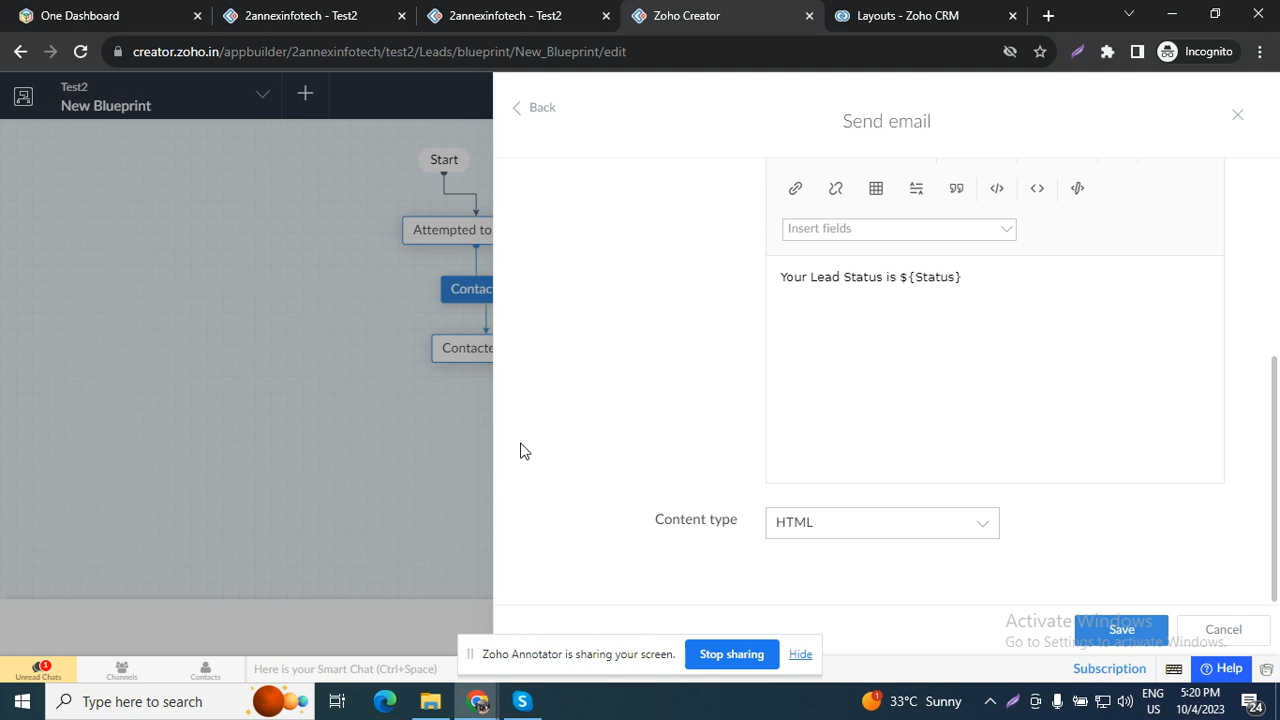 One Dashboard
2annexinfotech - Test2
2annexinfotech - Test2
Zoho Creator
Layouts - Zoho CRM
creator.zoho.in/appbuilder/2annexinfotech/test2/Leads/blueprint/New_Blueprint/edit
Incognito
Test2
New Blueprint
Back
Send email
Start
Attempted to
Contac
Contacte
Insert fields
Your Lead Status is ${Status}
Content type
HTML
Activate Windows
Go to Settings to activate Windows.
Save
Cancel
Zoho Annotator is sharing your screen.
Stop sharing
Hide
1
Unread Chats
Channels
Contacts
Here is your Smart Chat (Ctrl+Space)
Subscription
Help
Type here to search
1
33°C Sunny
ENG
US
5:20 PM
10/4/2023
24